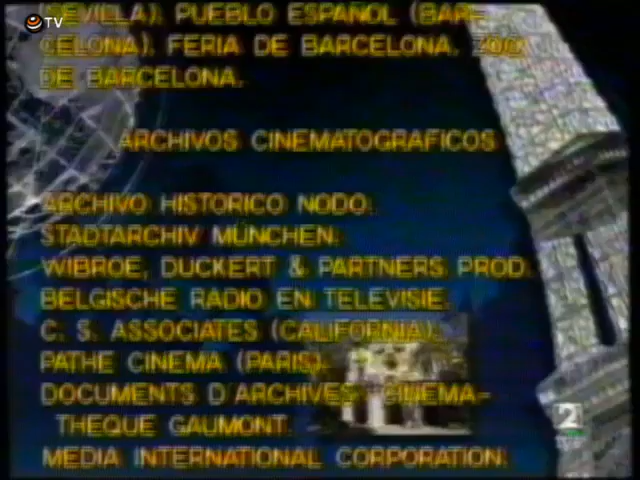 TV
(SEVILLA). PUEBLO ESPAÑOL (BAR-
CELONA). FERIA DE BARCELONA. ZOO
DE BARCELONA.
ARCHIVOS CINEMATOGRAFICOS
ARCHIVO HISTORICO NODO.
STADTARCHIV MÜNCHEN.
WIBROE, DUCKERT & PARTNERS PROD.
BELGISCHE RADIO EN TELEVISIE.
C. S. ASSOCIATES (CALIFORNIA).
PATHE CINEMA (PARIS).
DOCUMENTS D'ARCHIVES CINEMA-
THEQUE GAUMONT.
MEDIA INTERNATIONAL CORPORATION.
2